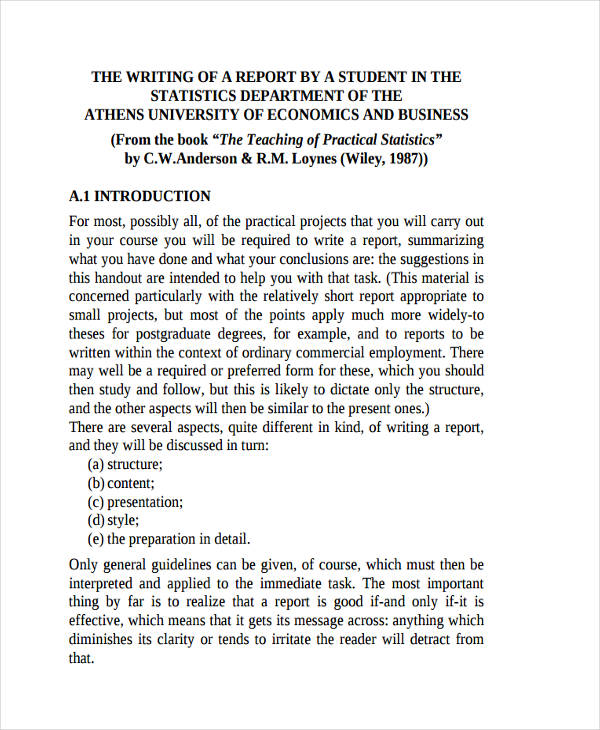 THE WRITING OF A REPORT BY A STUDENT IN THE
STATISTICS DEPARTMENT OF THE
ATHENS UNIVERSITY OF ECONOMICS AND BUSINESS
(From the book “The Teaching of Practical Statistics”
by C.W.Anderson & R.M. Loynes (Wiley, 1987))
A.1 INTRODUCTION
For most, possibly all, of the practical projects that you will carry out
in your course you will be required to write a report, summarizing
what you have done and what your conclusions are: the suggestions in
this handout are intended to help you with that task. (This material is
concerned particularly with the relatively short report appropriate to
small projects, but most of the points apply much more widely-to
theses for postgraduate degrees, for example, and to reports to be
written within the context of ordinary commercial employment. There
may well be a required or preferred form for these, which you should
then study and follow, but this is likely to dictate only the structure,
and the other aspects will then be similar to the present ones.)
There are several aspects, quite different in kind, of writing a report,
and they will be discussed in turn:
(a) structure;
(b) content;
(c) presentation;
(d) style;
(e) the preparation in detail.
Only general guidelines can be given, of course, which must then be
interpreted and applied to the immediate task. The most important
thing by far is to realize that a report is good if-and only if-it is
effective, which means that it gets its message across: anything which
diminishes its clarity or tends to irritate the reader will detract from
that.